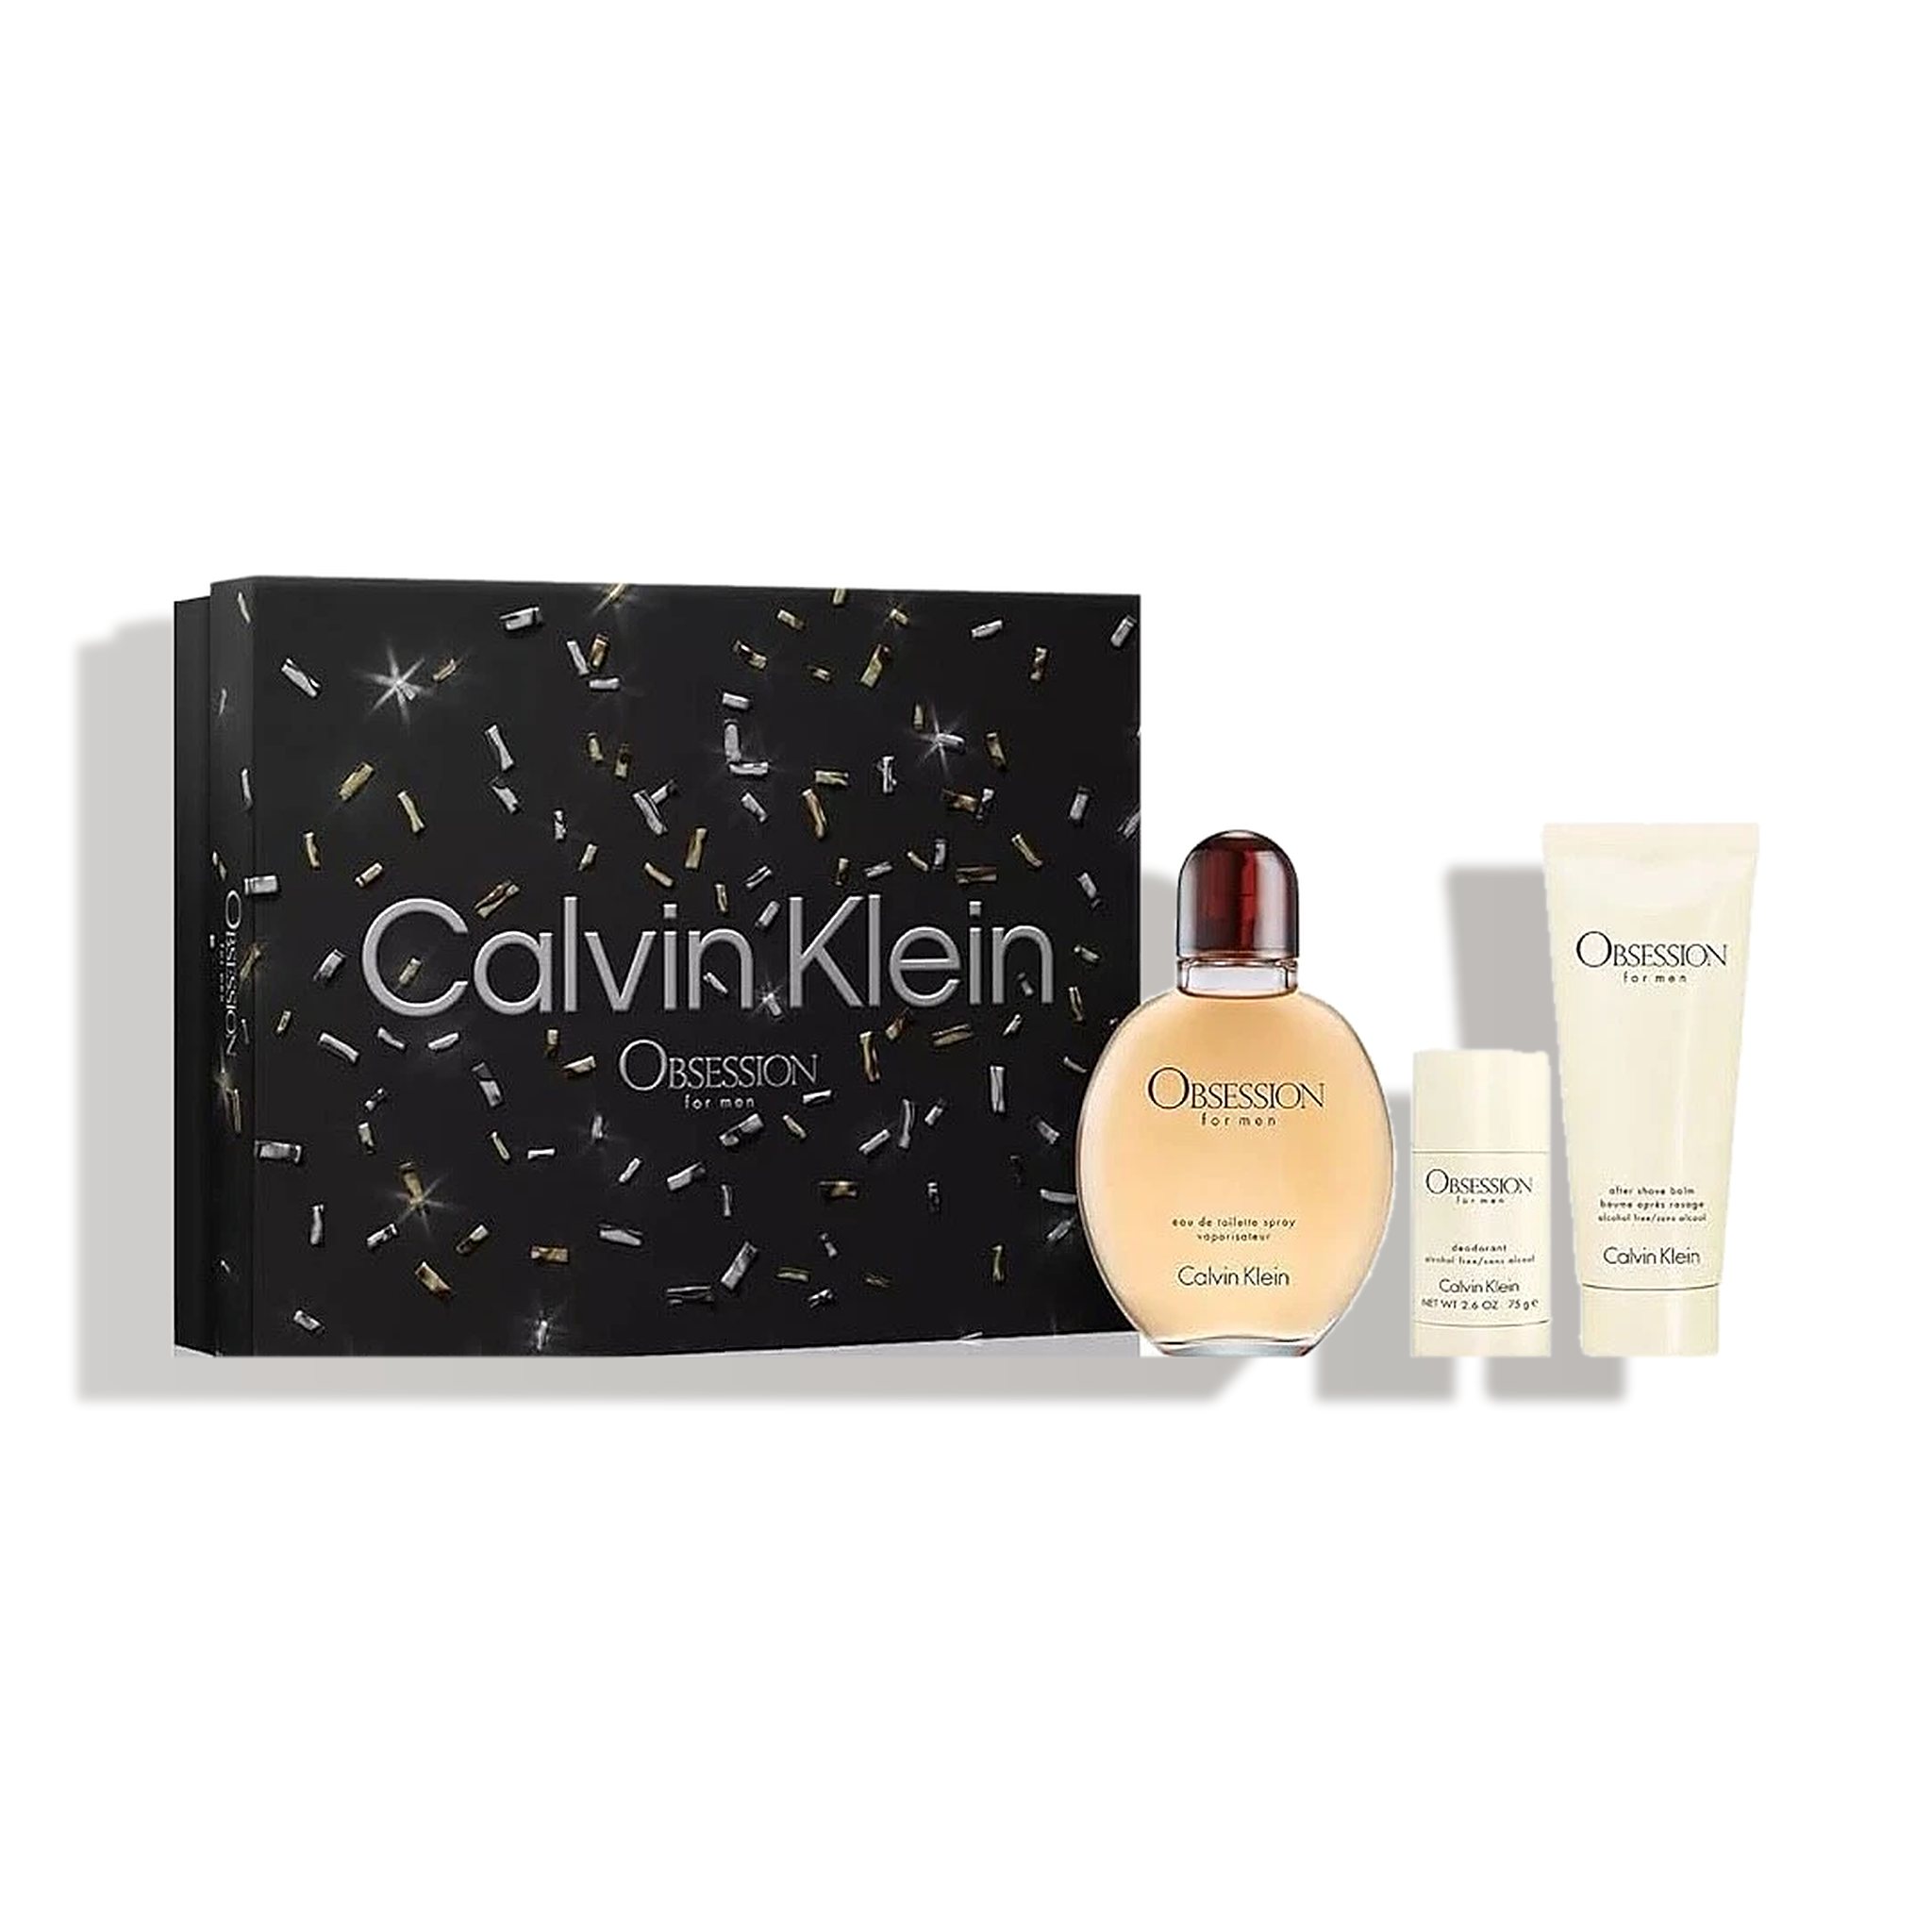 Calvin Klein
OBSESSION
for men
OBSESSION
for men
OBSESSION
for men
eau de toilette spray
vaporisateur
Calvin Klein
OBSESSION
for men
deodorant
alcohol free/sans alcool
Calvin Klein
NET WT 2.6 OZ 75 g e
OBSESSION
for men
after shave balm
baume après rasage
alcohol free/sans alcool
Calvin Klein